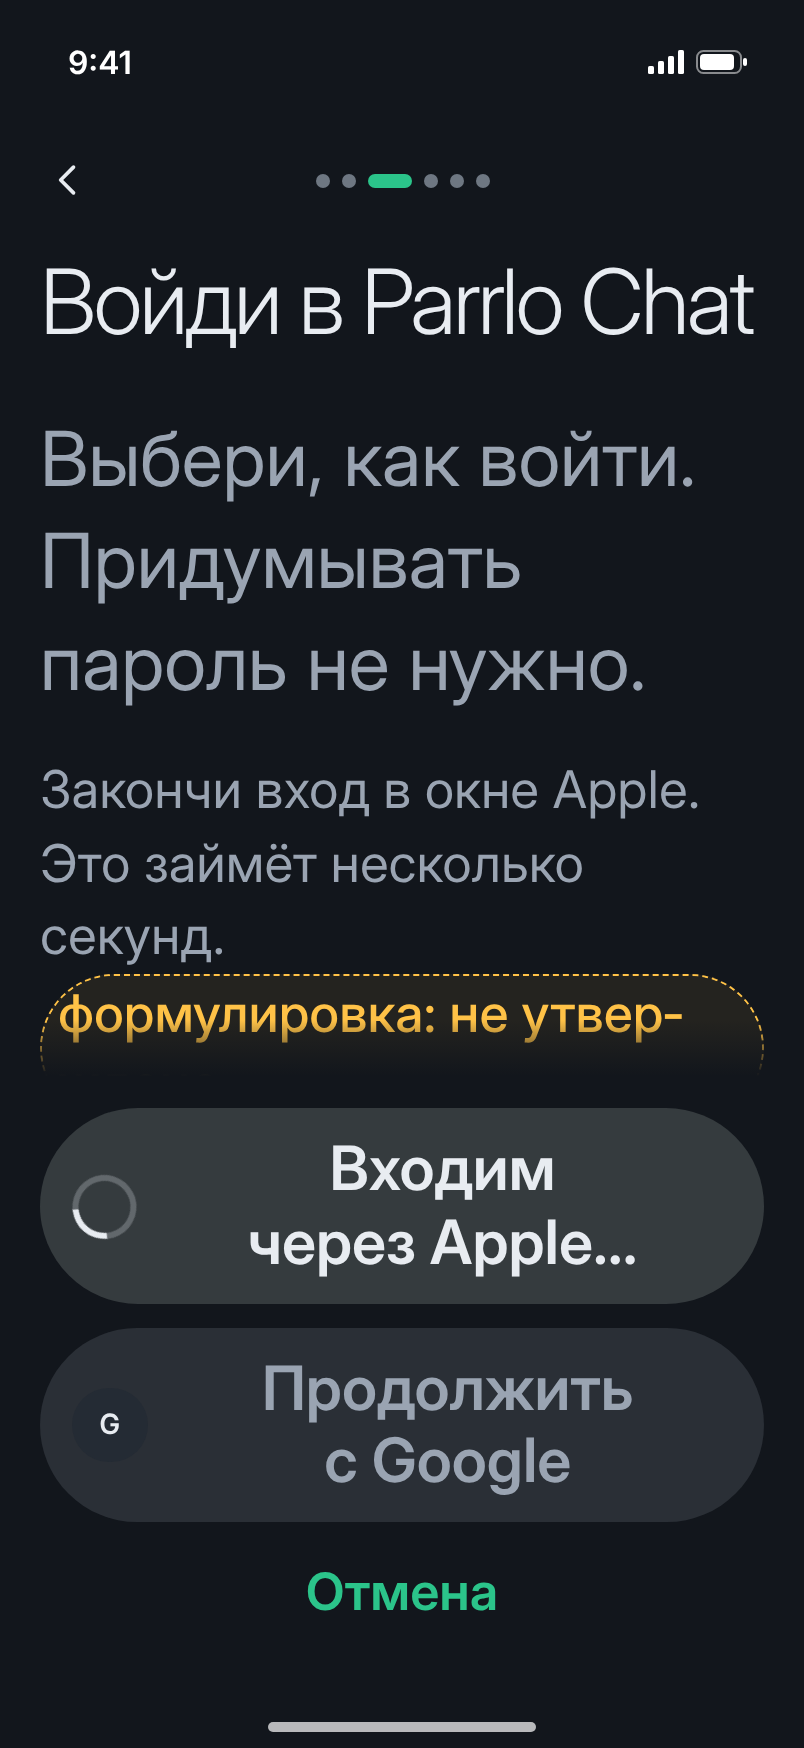 9:41
Войди в Parrlo Chat
Выбери, как войти.
Придумывать
пароль не нужно.
Закончи вход в окне Apple.
Это займёт несколько
секунд.
формулировка: не утвер-
Входим
через Apple...
G
Продолжить
с Google
Отмена